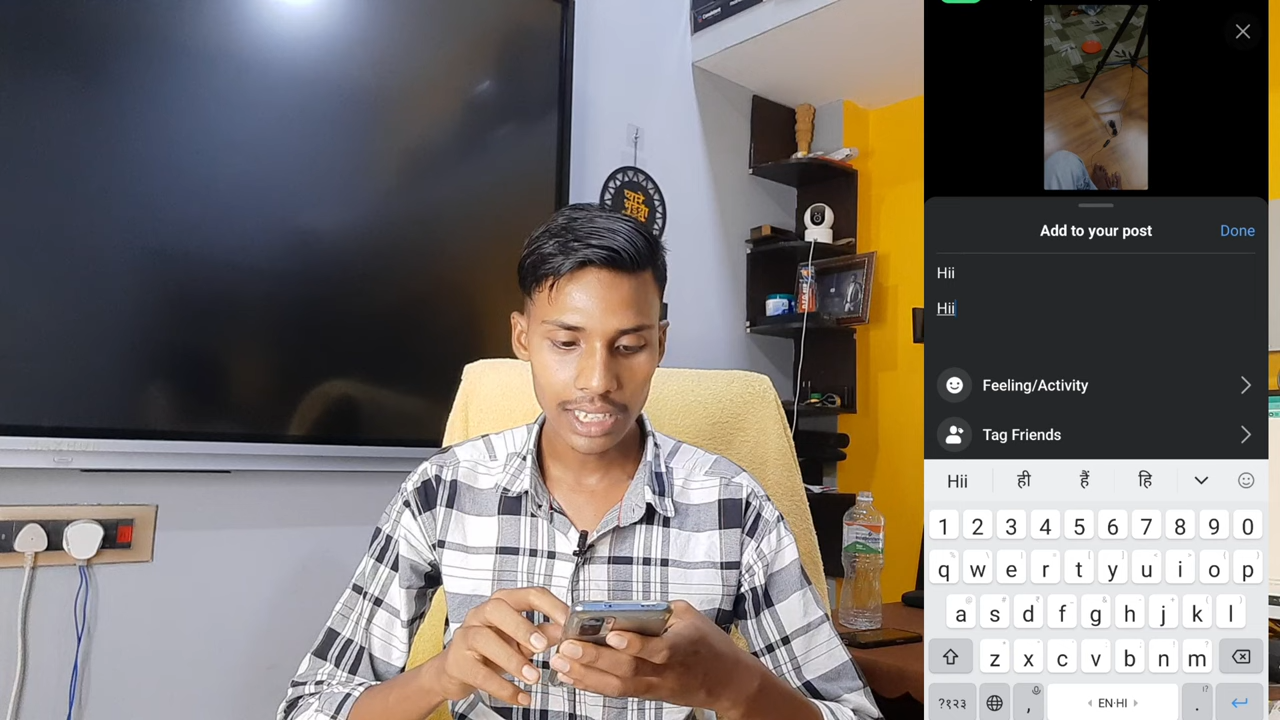 प्यारे
Add to your post
Done
Hii
Hii
Feeling/Activity
Tag Friends
Hii ही हैं हि
1 2 3 4 5 6 7 8 9 0
q w e r t y u i o p
a s d f g h j k l
z x c v b n m
?१२३ , EN·HI .